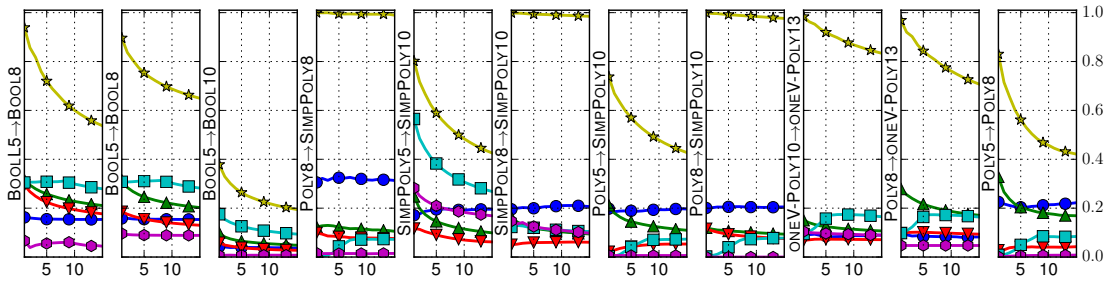 BOOLL5→BOOL8
BOOL5→BOOL8
BOOL5→BOOL10
POLY8→SIMPPOLY8
SIMPPOLY5→SIMPPOLY10
SIMPPOLY8→SIMPPOLY10
POLY5→SIMPPOLY10
POLY8→SIMPPOLY10
ONEV-POLY10→ONEV-POLY13
POLY8→ONEV-POLY13
POLY5→POLY8
1.0
0.8
0.6
0.4
0.2
0.0
5 10 5 10 5 10 5 10 5 10 5 10 5 10 5 10 5 10 5 10 5 10